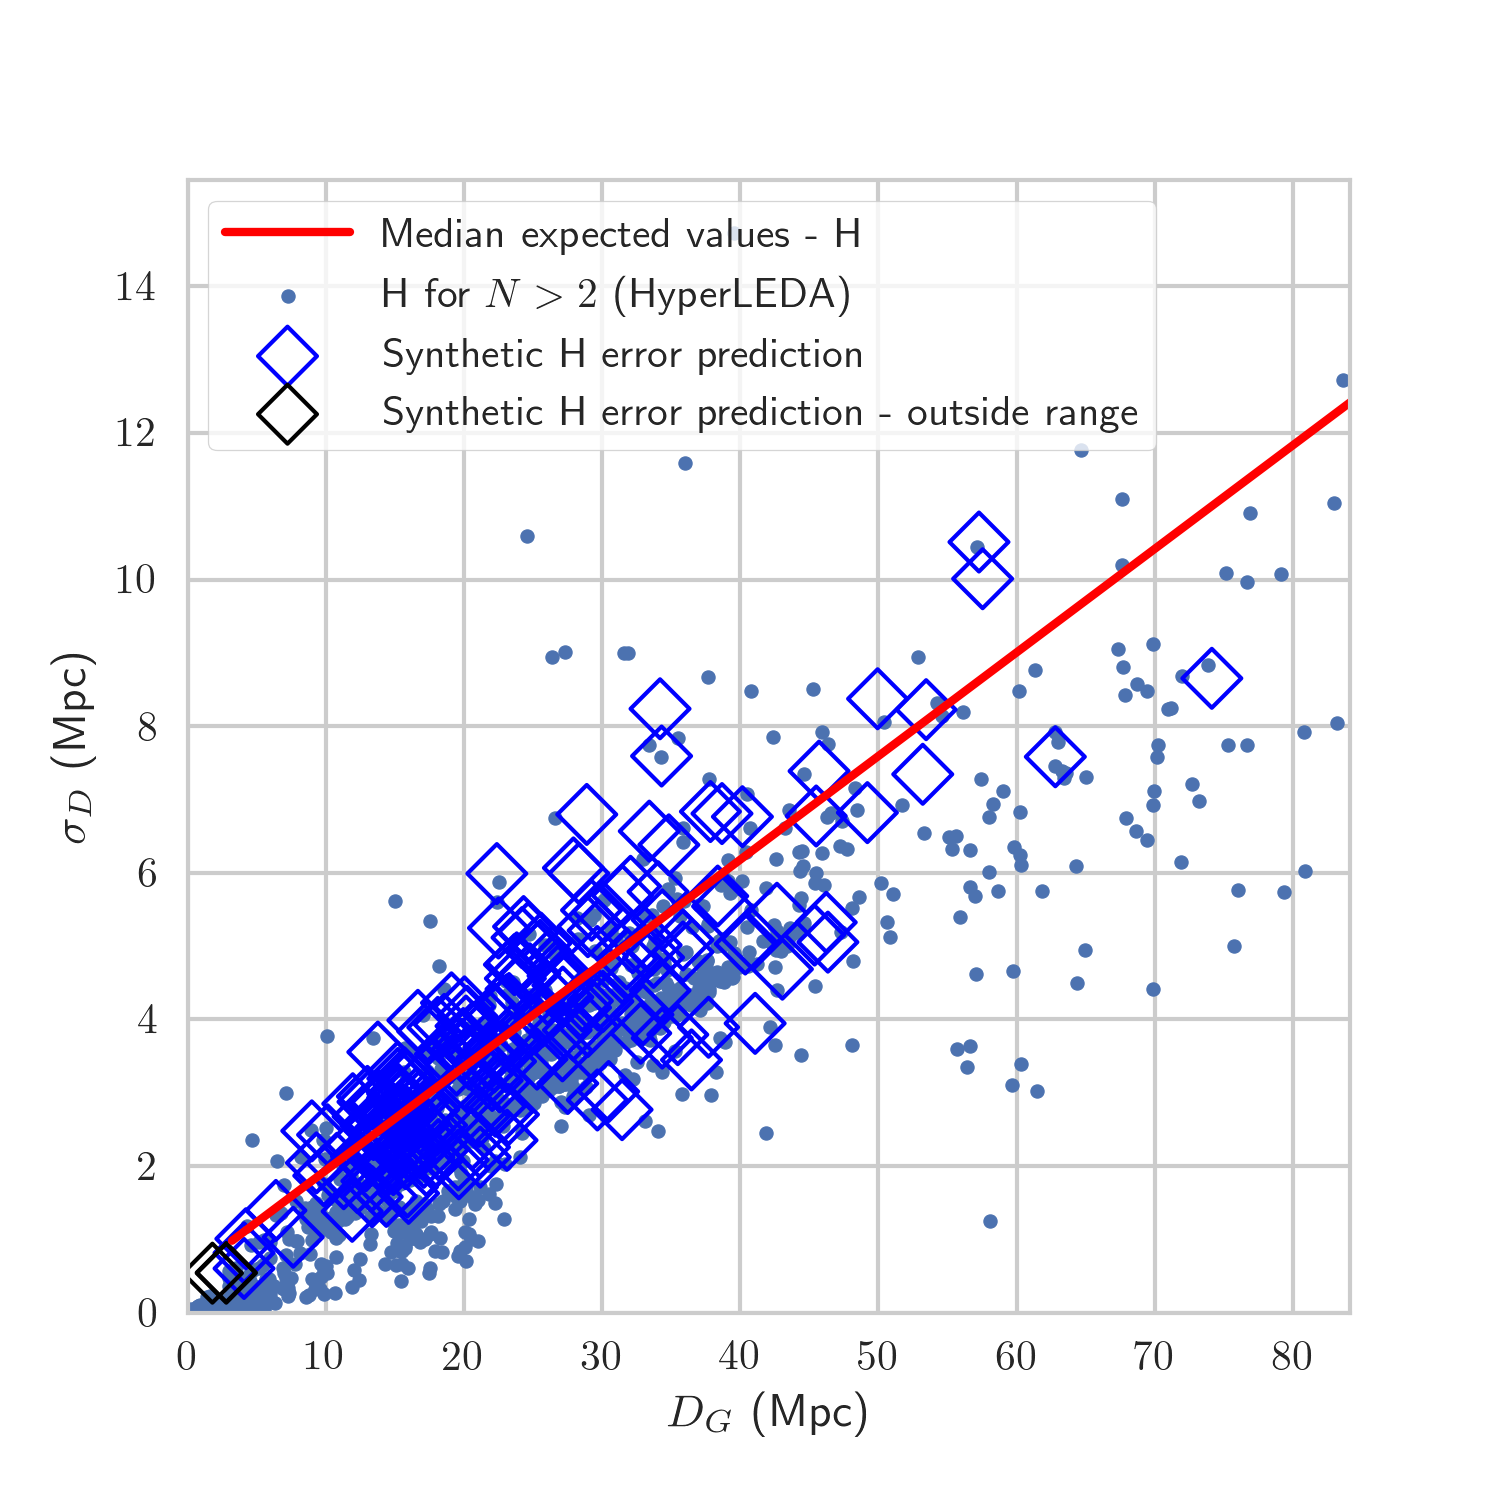 Median expected values - H
H for N > 2 (HyperLEDA)
Synthetic H error prediction
Synthetic H error prediction - outside range
14
12
10
8
6
4
2
0
σ_D (Mpc)
0 10 20 30 40 50 60 70 80
D_G (Mpc)